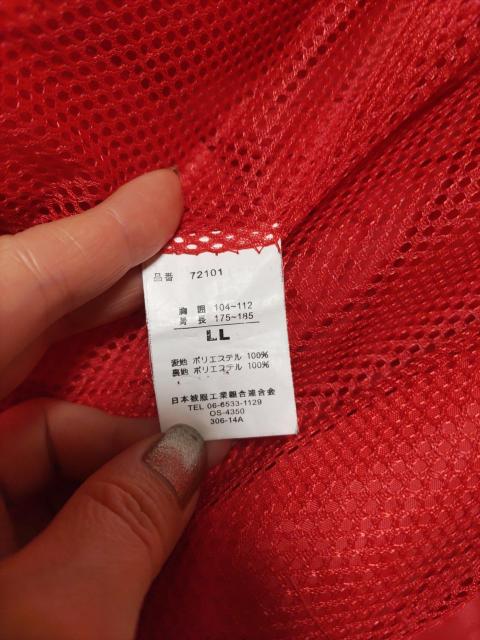 品番 72101
胸囲 104~112
身長 175~185
LL
表地 ポリエステル 100%
裏地 ポリエステル 100%
日本被服工業組合連合会
TEL 06-6533-1129
OS-4350
306-14A